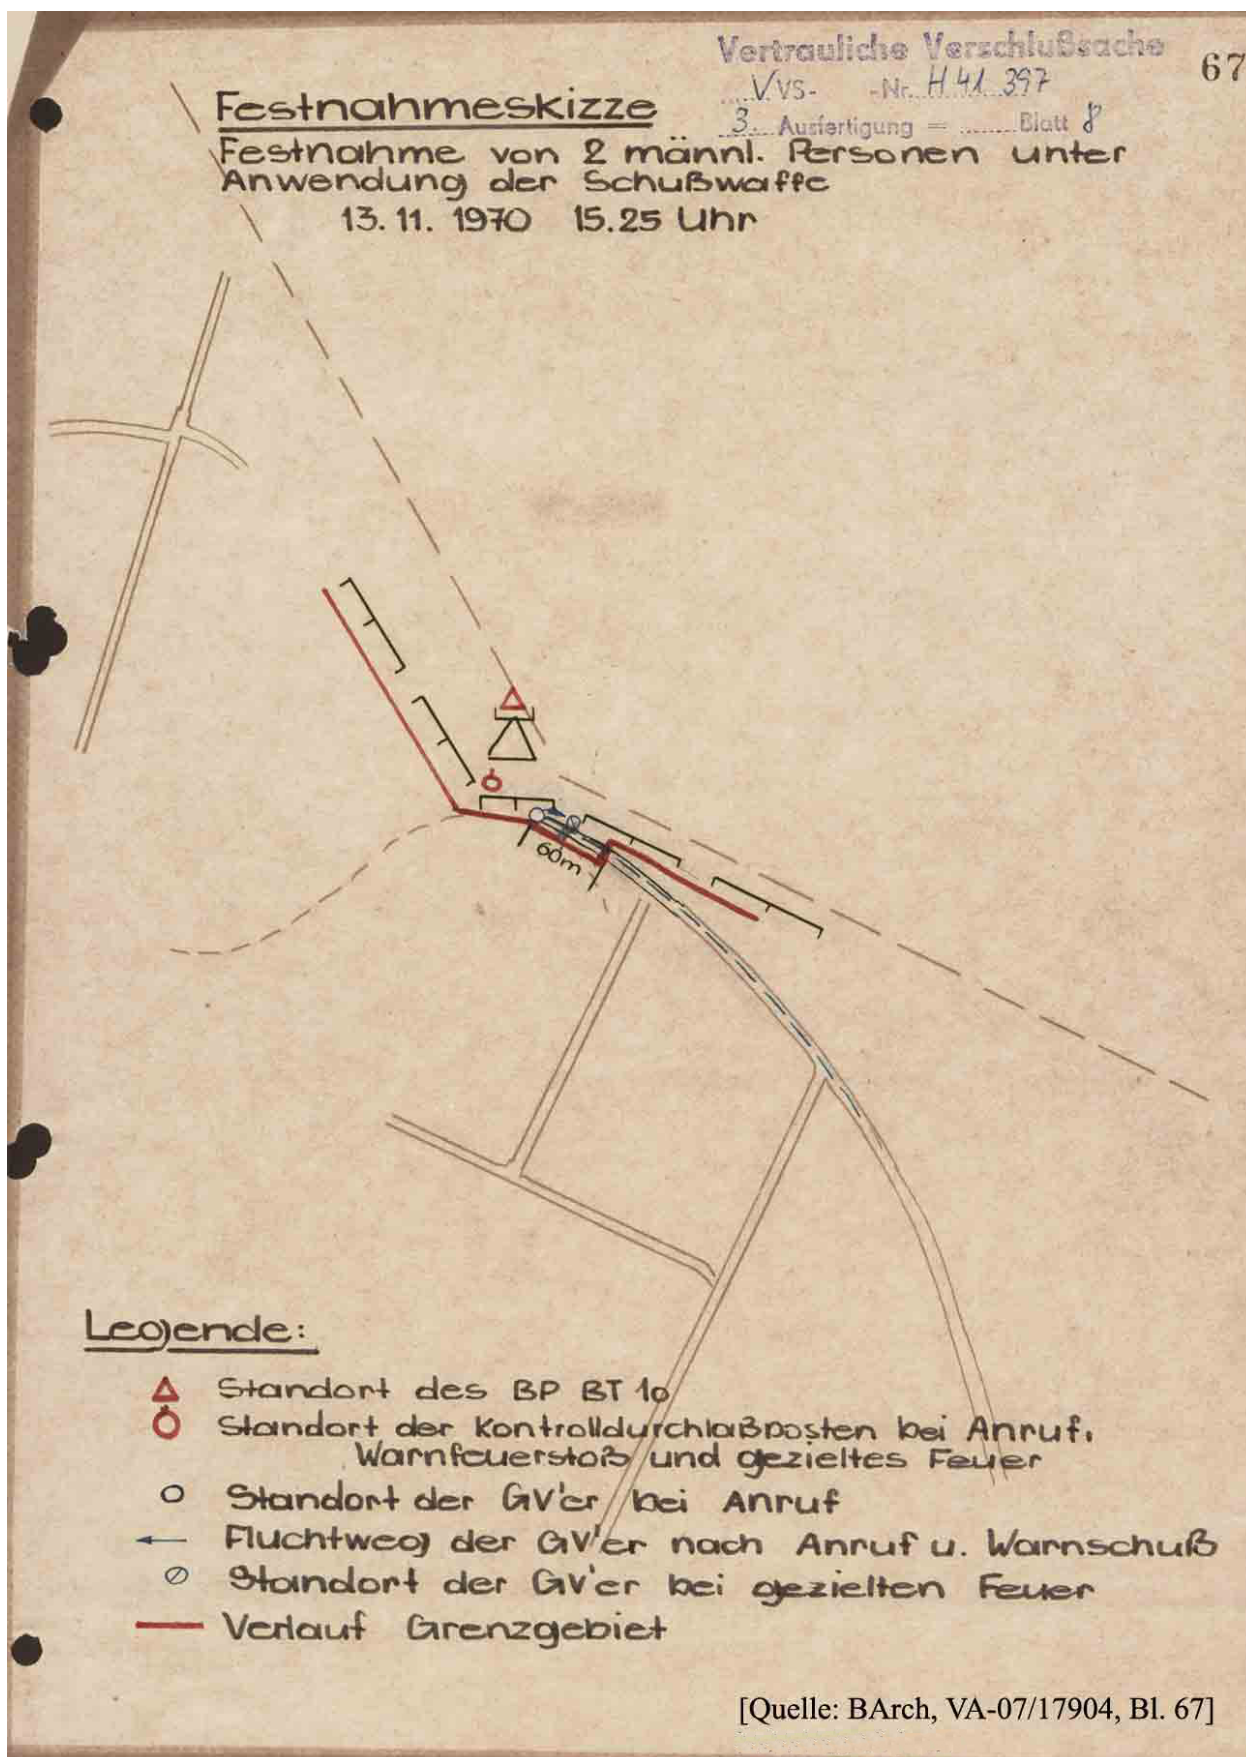 Vertrauliche Verschlußsache
67
VVS- -Nr. H 41 397
3. Ausfertigung = ........ Blatt 8
Festnahmeskizze
Festnahme von 2 männl. Personen unter
Anwendung der Schußwaffe
13.11. 1970 15.25 Uhr
60m
Legende:
Standort des BP BT 10
Standort der Kontrolldurchlaßposten bei Anruf,
Warnfeuerstoß und gezieltes Feuer
Standort der GV'er bei Anruf
Fluchtweg der GV'er nach Anruf u. Warnschuß
Standort der GV'er bei gezielten Feuer
Verlauf Grenzgebiet
[Quelle: BArch, VA-07/17904, Bl. 67]